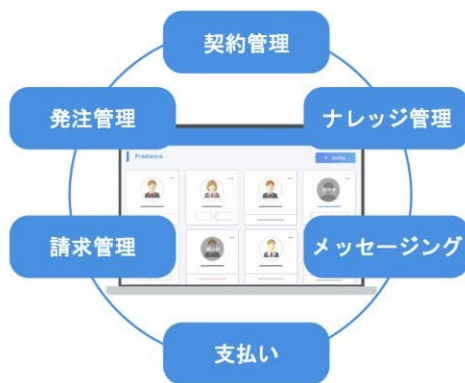 契約管理
発注管理
ナレッジ管理
Freelance
+ Invite
請求管理
メッセージング
支払い